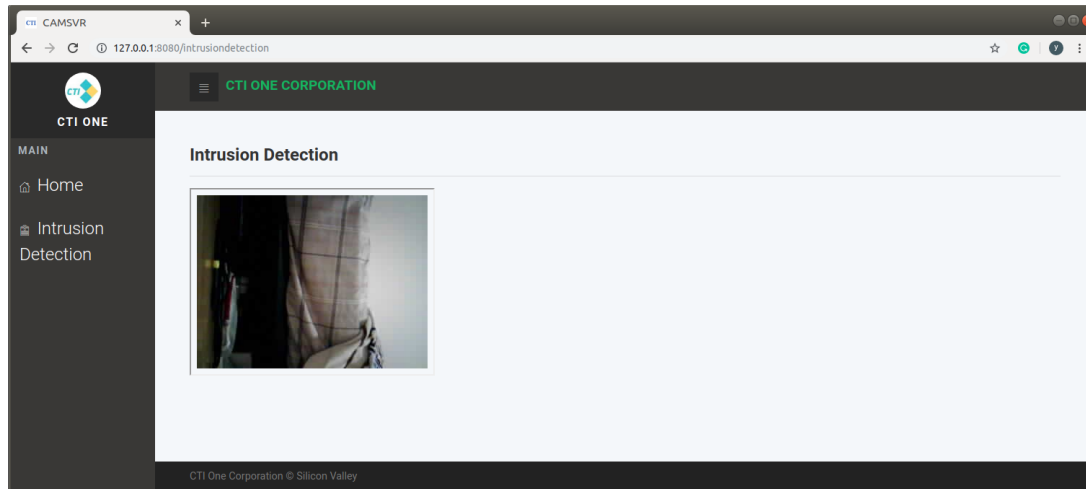 CTI CAMSVR × +
127.0.0.1:8080/intrusiondetection
y
CTI
CTI ONE
CTI ONE CORPORATION
MAIN
Home
Intrusion
Detection
Intrusion Detection
CTI One Corporation © Silicon Valley